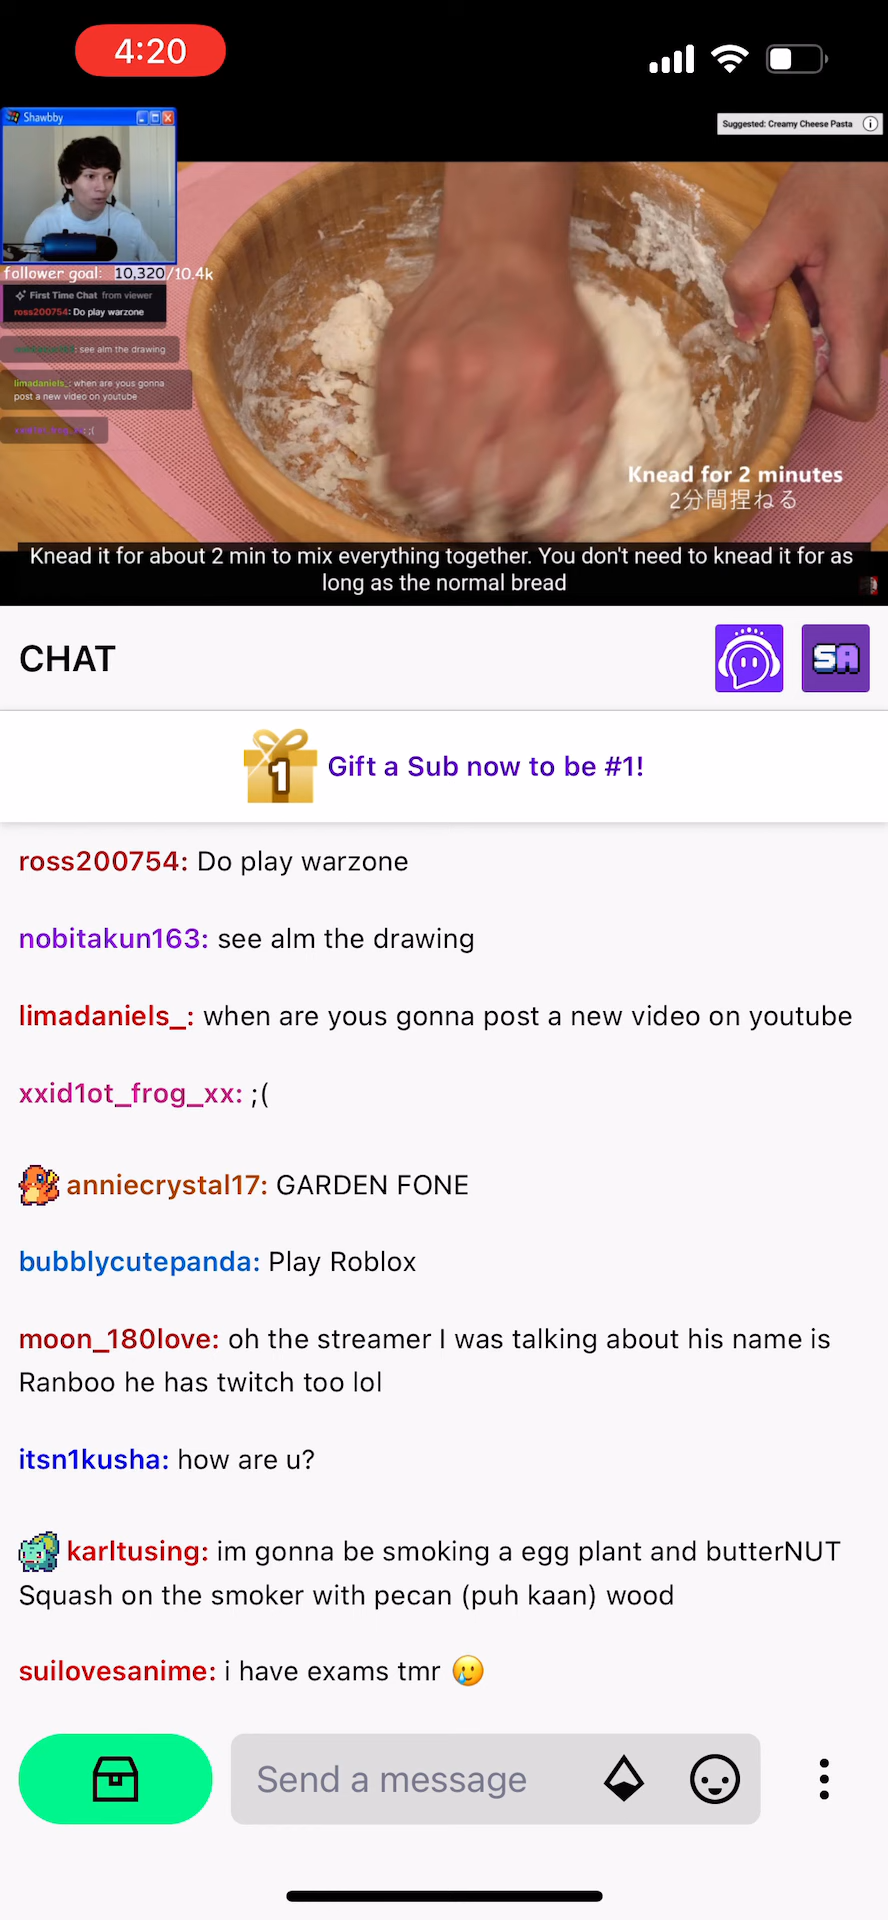 4:20
Shawbby
Suggested: Creamy Cheese Pasta
follower goal: 10,320/10.4k
First Time Chat from viewer
ross200754: Do play warzone
see alm the drawing
limadaniels_: when are yous gonna
post a new video on youtube
xxid1ot_frog_xx: ;(
Knead for 2 minutes
2分間捏ねる
Knead it for about 2 min to mix everything together. You don't need to knead it for as
long as the normal bread
CHAT
SA
1
Gift a Sub now to be #1!
ross200754: Do play warzone
nobitakun163: see alm the drawing
limadaniels_: when are yous gonna post a new video on youtube
xxid1ot_frog_xx: ;(
anniecrystal17: GARDEN FONE
bubblycutepanda: Play Roblox
moon_180love: oh the streamer I was talking about his name is
Ranboo he has twitch too lol
itsn1kusha: how are u?
karltusing: im gonna be smoking a egg plant and butterNUT
Squash on the smoker with pecan (puh kaan) wood
suilovesanime: i have exams tmr 🥲
Send a message